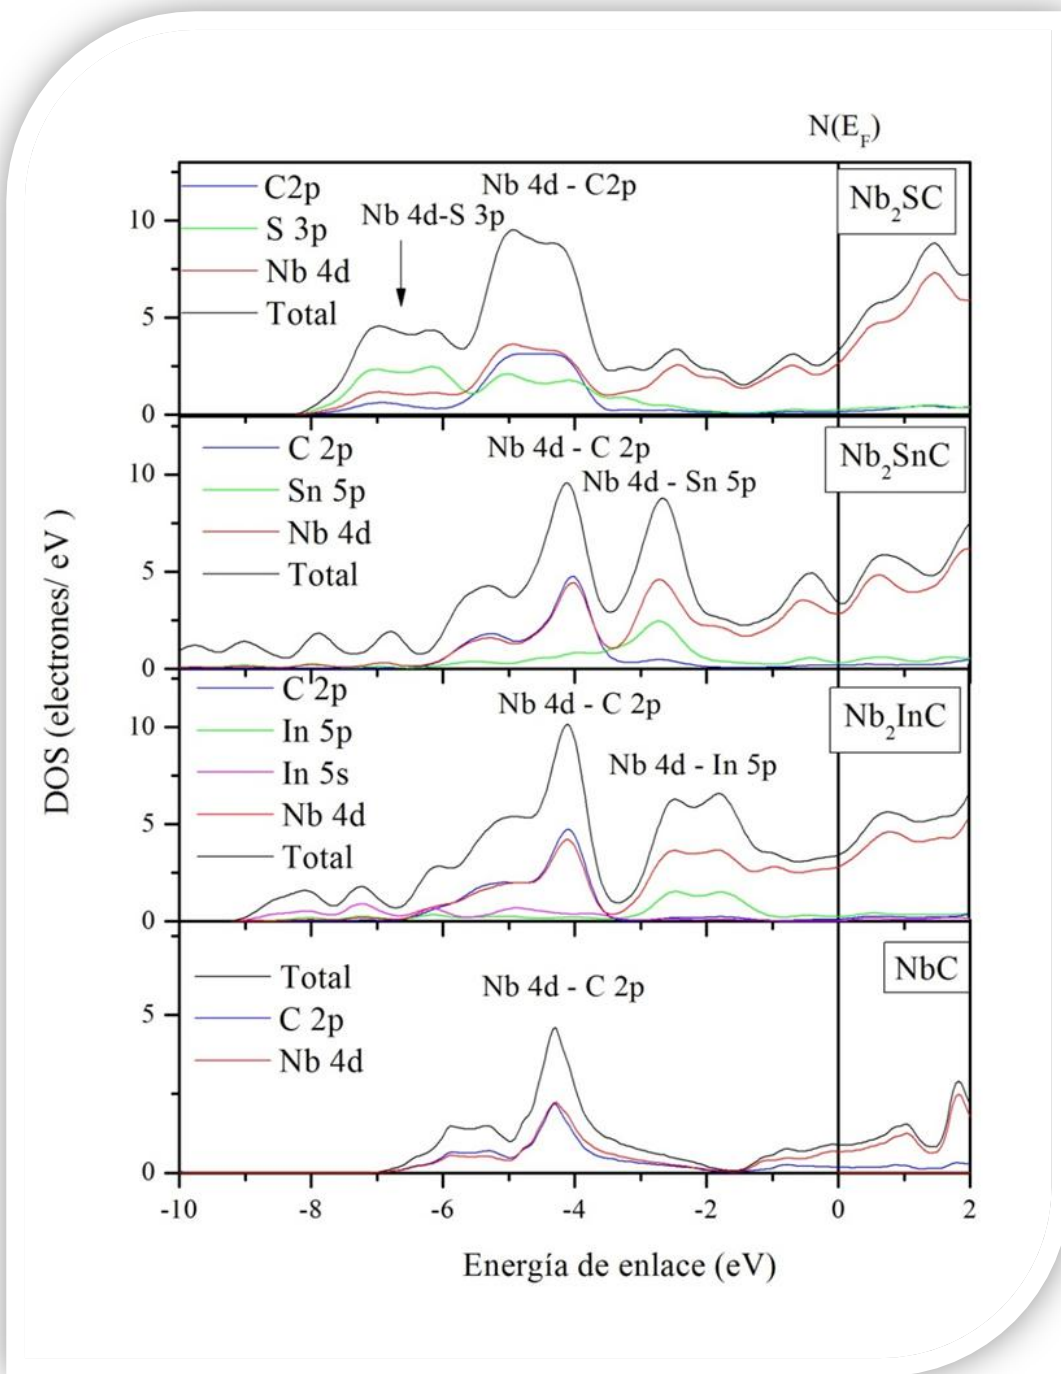 N(E_F)
C2p
S 3p
Nb 4d
Total
Nb 4d-S 3p
Nb 4d - C2p
Nb₂SC
10
5
0
C 2p
Sn 5p
Nb 4d
Total
Nb 4d - C 2p
Nb 4d - Sn 5p
Nb₂SnC
10
5
0
C 2p
In 5p
In 5s
Nb 4d
Total
Nb 4d - C 2p
Nb 4d - In 5p
Nb₂InC
10
5
0
Total
C 2p
Nb 4d
Nb 4d - C 2p
NbC
5
0
-10 -8 -6 -4 -2 0 2
DOS (electrones/ eV )
Energía de enlace (eV)